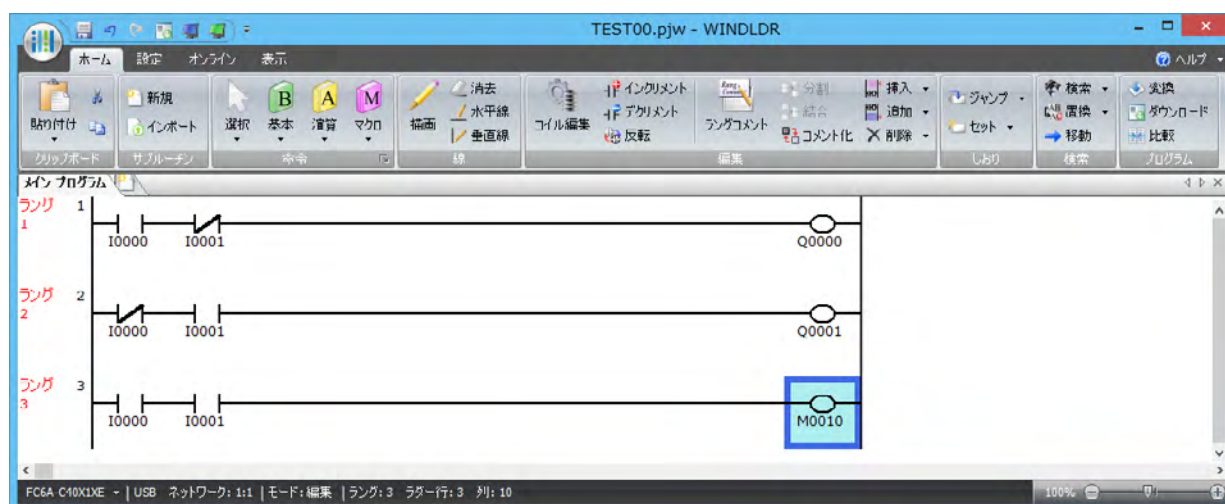 TEST00.pjw - WINDLDR
ホーム 設定 オンライン 表示 ヘルプ
貼り付け 新規 インポート 選択 B 基本 A 演算 M マクロ 描画 消去 水平線 垂直線 コイル編集 インクリメント デクリメント 反転 ラングコメント 分割 結合 コメント化 挿入 追加 削除 ジャンプ セット 検索 置換 移動 変換 ダウンロード 比較
クリップボード サブルーチン 命令 線 編集 しおり 検索 プログラム
メイン プログラム
ラング 1 1
I0000 I0001 Q0000
ラング 2 2
I0000 I0001 Q0001
ラング 3 3
I0000 I0001 M0010
FC6A-C40X1XE | USB ネットワーク: 1:1 | モード: 編集 | ラング: 3 ラダー行: 3 列: 10 100%